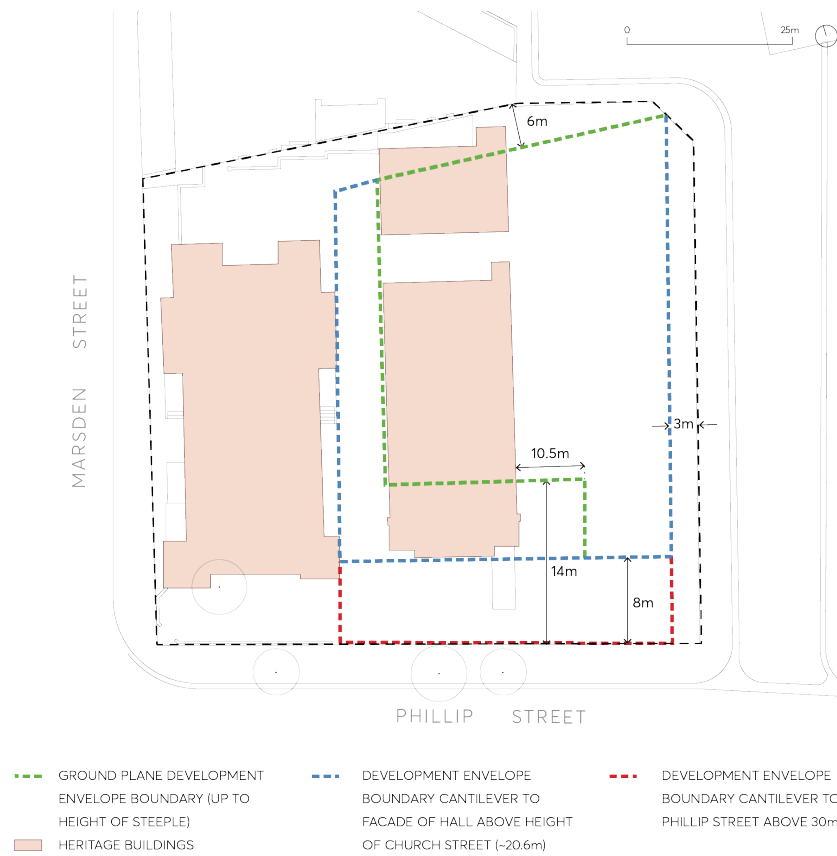 0 25m
6m
MARSDEN STREET
3m
10.5m
14m
8m
PHILLIP STREET
GROUND PLANE DEVELOPMENT
ENVELOPE BOUNDARY (UP TO
HEIGHT OF STEEPLE)
HERITAGE BUILDINGS
DEVELOPMENT ENVELOPE
BOUNDARY CANTILEVER TO
FACADE OF HALL ABOVE HEIGHT
OF CHURCH STREET (~20.6m)
DEVELOPMENT ENVELOPE
BOUNDARY CANTILEVER TO
PHILLIP STREET ABOVE 30m